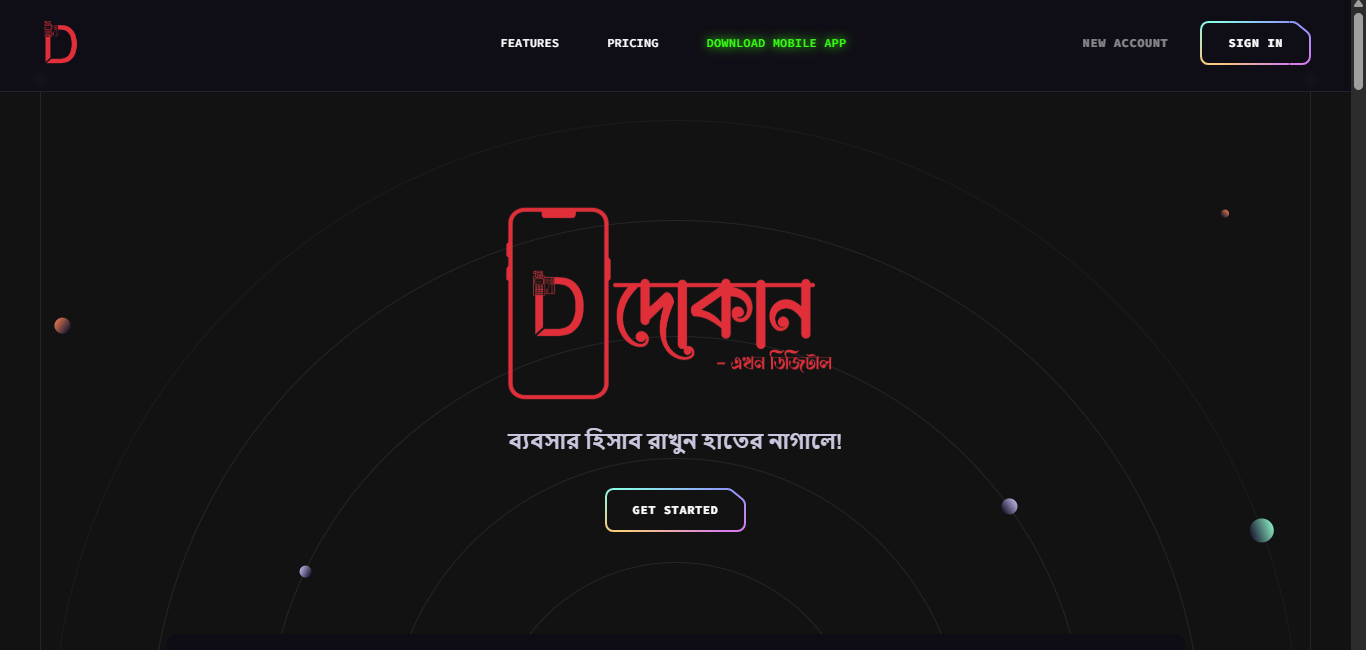 D
FEATURES
PRICING
DOWNLOAD MOBILE APP
NEW ACCOUNT
SIGN IN
D
দোকান
– এখন ডিজিটাল
ব্যবসার হিসাব রাখুন হাতের নাগালে!
GET STARTED